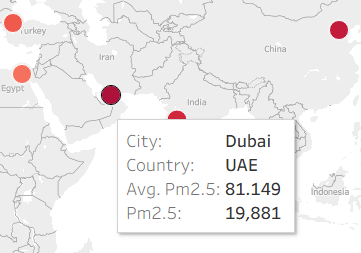 Turkey
China
Iran
Egypt
India
City: Dubai
Country: UAE
Avg. Pm2.5: 81.149
Pm2.5: 19,881
Indonesia